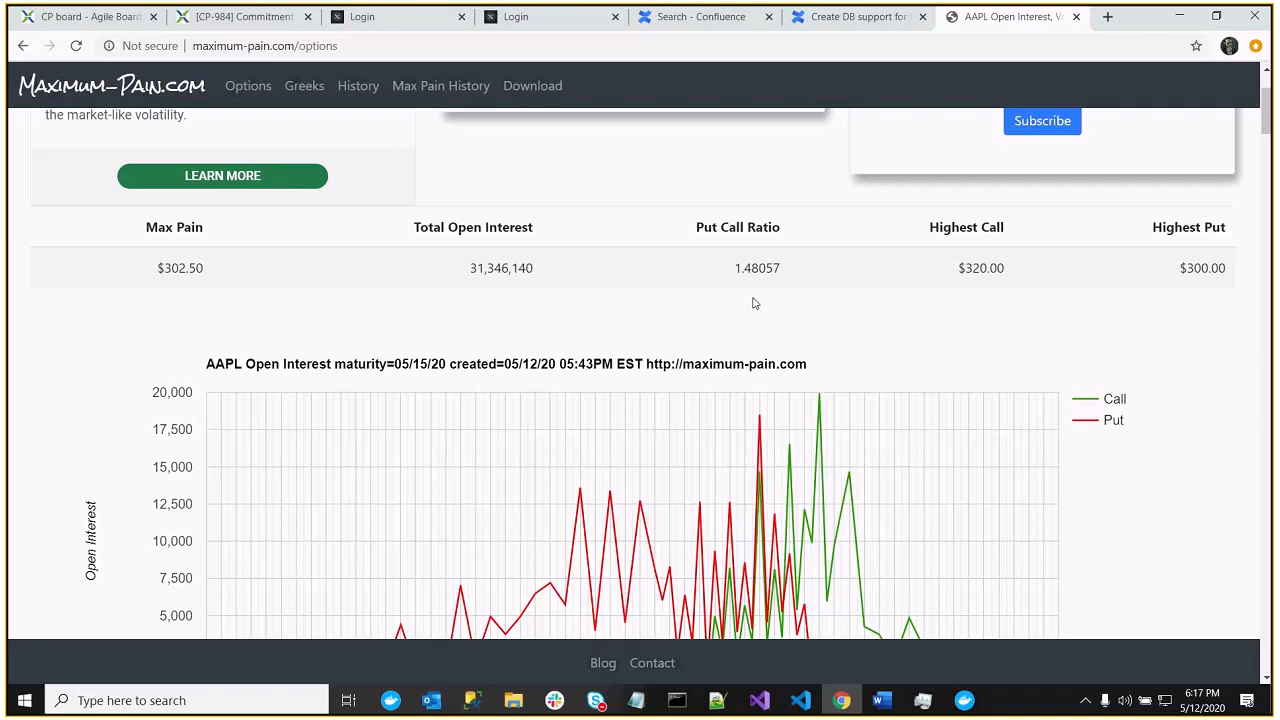 CP board - Agile Board
[CP-984] Commitment
Login
Login
Search - Confluence
Create DB support for
AAPL Open Interest, V
Not secure
maximum-pain.com/options
Maximum-Pain.com
Options
Greeks
History
Max Pain History
Download
the market-like volatility.
LEARN MORE
Subscribe
Max Pain
Total Open Interest
Put Call Ratio
Highest Call
Highest Put
$302.50
31,346,140
1.48057
$320.00
$300.00
AAPL Open Interest maturity=05/15/20 created=05/12/20 05:43PM EST http://maximum-pain.com
20,000
17,500
15,000
12,500
10,000
7,500
5,000
Open Interest
Call
Put
Blog
Contact
Type here to search
6:17 PM
5/12/2020